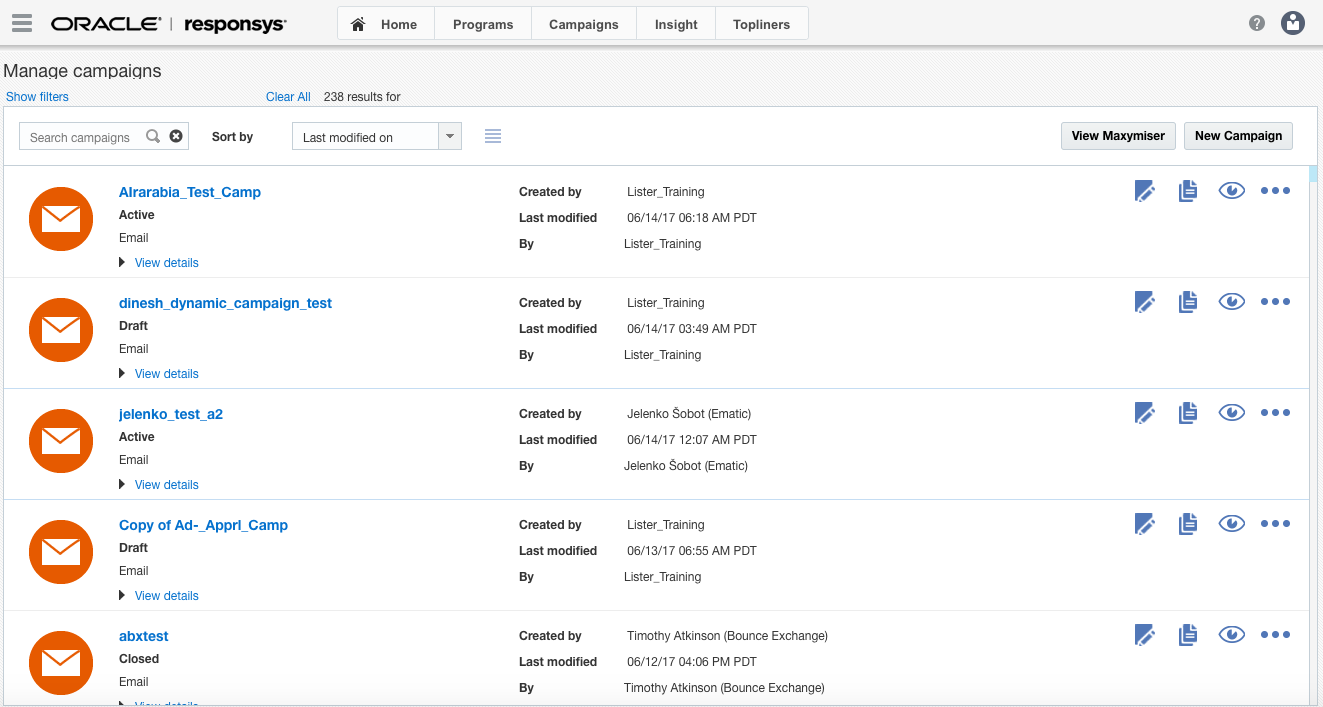 ORACLE | responsys
Home Programs Campaigns Insight Topliners
?
Manage campaigns
Show filters Clear All 238 results for
Search campaigns Sort by Last modified on View Maxymiser New Campaign
Alrarabia_Test_Camp
Active
Email
View details
Created by Lister_Training
Last modified 06/14/17 06:18 AM PDT
By Lister_Training
dinesh_dynamic_campaign_test
Draft
Email
View details
Created by Lister_Training
Last modified 06/14/17 03:49 AM PDT
By Lister_Training
jelenko_test_a2
Active
Email
View details
Created by Jelenko Šobot (Ematic)
Last modified 06/14/17 12:07 AM PDT
By Jelenko Šobot (Ematic)
Copy of Ad-_Apprl_Camp
Draft
Email
View details
Created by Lister_Training
Last modified 06/13/17 06:55 AM PDT
By Lister_Training
abxtest
Closed
Email
View details
Created by Timothy Atkinson (Bounce Exchange)
Last modified 06/12/17 04:06 PM PDT
By Timothy Atkinson (Bounce Exchange)